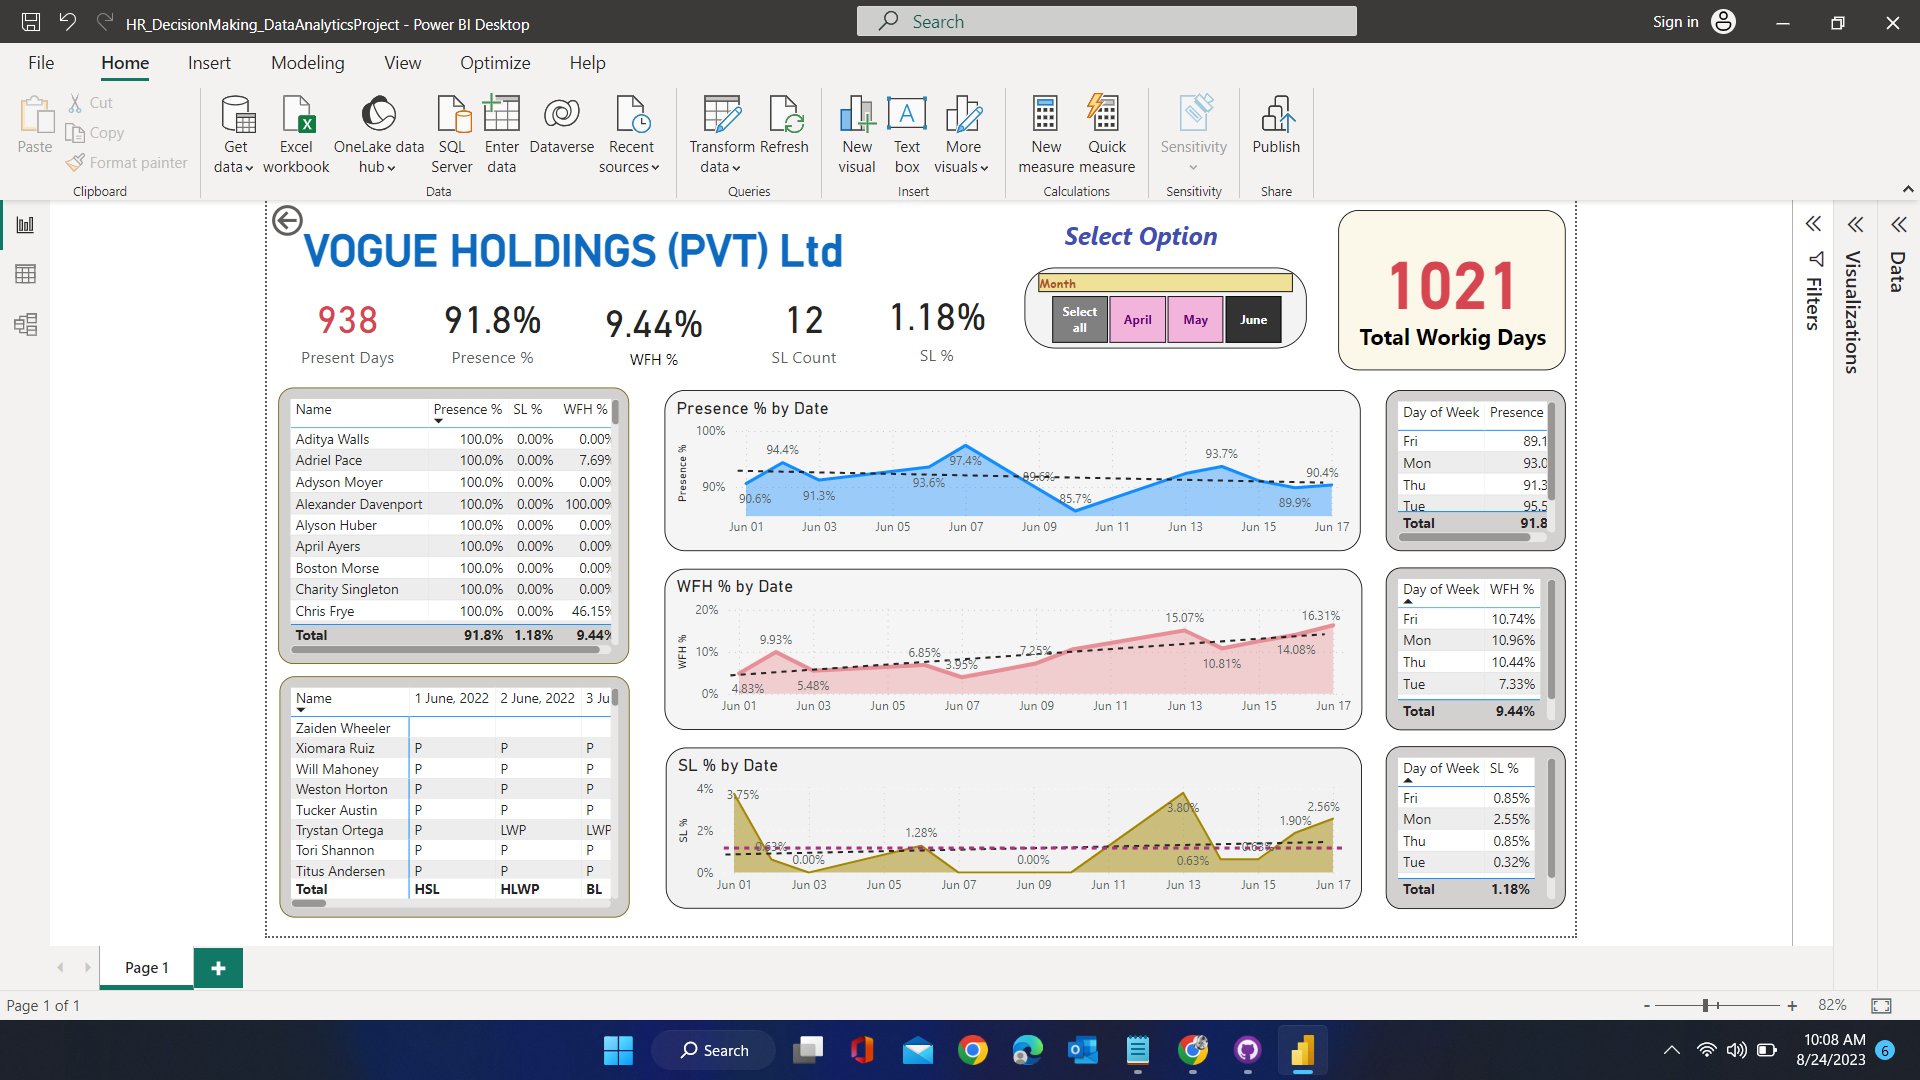 HR_DecisionMaking_DataAnalyticsProject - Power BI Desktop
Search
Sign in
File Home Insert Modeling View Optimize Help
Paste
Cut
Copy
Format painter
Clipboard
Get data
Excel workbook
OneLake data hub
SQL Server
Enter data
Dataverse
Recent sources
Data
Transform data
Refresh
Queries
New visual
Text box
More visuals
Insert
New measure
Quick measure
Calculations
Sensitivity
Sensitivity
Publish
Share
VOGUE HOLDINGS (PVT) Ltd
Select Option
Month
Select all April May June
1021
Total Workig Days
938
Present Days
91.8%
Presence %
9.44%
WFH %
12
SL Count
1.18%
SL %
Name Presence % SL % WFH %
Aditya Walls 100.0% 0.00% 0.00%
Adriel Pace 100.0% 0.00% 7.69%
Adyson Moyer 100.0% 0.00% 0.00%
Alexander Davenport 100.0% 0.00% 100.00%
Alyson Huber 100.0% 0.00% 0.00%
April Ayers 100.0% 0.00% 0.00%
Boston Morse 100.0% 0.00% 0.00%
Charity Singleton 100.0% 0.00% 0.00%
Chris Frye 100.0% 0.00% 46.15%
Total 91.8% 1.18% 9.44%
Name 1 June, 2022 2 June, 2022 3 Ju
Zaiden Wheeler
Xiomara Ruiz P P P
Will Mahoney P P P
Weston Horton P P P
Tucker Austin P P P
Trystan Ortega P LWP LWP
Tori Shannon P P P
Titus Andersen P P P
Total HSL HLWP BL
Presence % by Date
Presence %
100%
90%
90.6% 94.4% 91.3% 93.6% 97.4% 89.6% 85.7% 93.7% 89.9% 90.4%
Jun 01 Jun 03 Jun 05 Jun 07 Jun 09 Jun 11 Jun 13 Jun 15 Jun 17
WFH % by Date
WFH %
20%
10%
0%
4.83% 9.93% 5.48% 6.85% 3.95% 7.25% 15.07% 10.81% 14.08% 16.31%
Jun 01 Jun 03 Jun 05 Jun 07 Jun 09 Jun 11 Jun 13 Jun 15 Jun 17
SL % by Date
SL %
4%
2%
0%
3.75% 0.63% 0.00% 1.28% 0.00% 3.80% 0.63% 0.63% 1.90% 2.56%
Jun 01 Jun 03 Jun 05 Jun 07 Jun 09 Jun 11 Jun 13 Jun 15 Jun 17
Day of Week Presence
Fri 89.1
Mon 93.0
Thu 91.3
Tue 95.5
Total 91.8
Day of Week WFH %
Fri 10.74%
Mon 10.96%
Thu 10.44%
Tue 7.33%
Total 9.44%
Day of Week SL %
Fri 0.85%
Mon 2.55%
Thu 0.85%
Tue 0.32%
Total 1.18%
Filters
Visualizations
Data
Page 1
Page 1 of 1
82%
Search
10:08 AM
8/24/2023
6